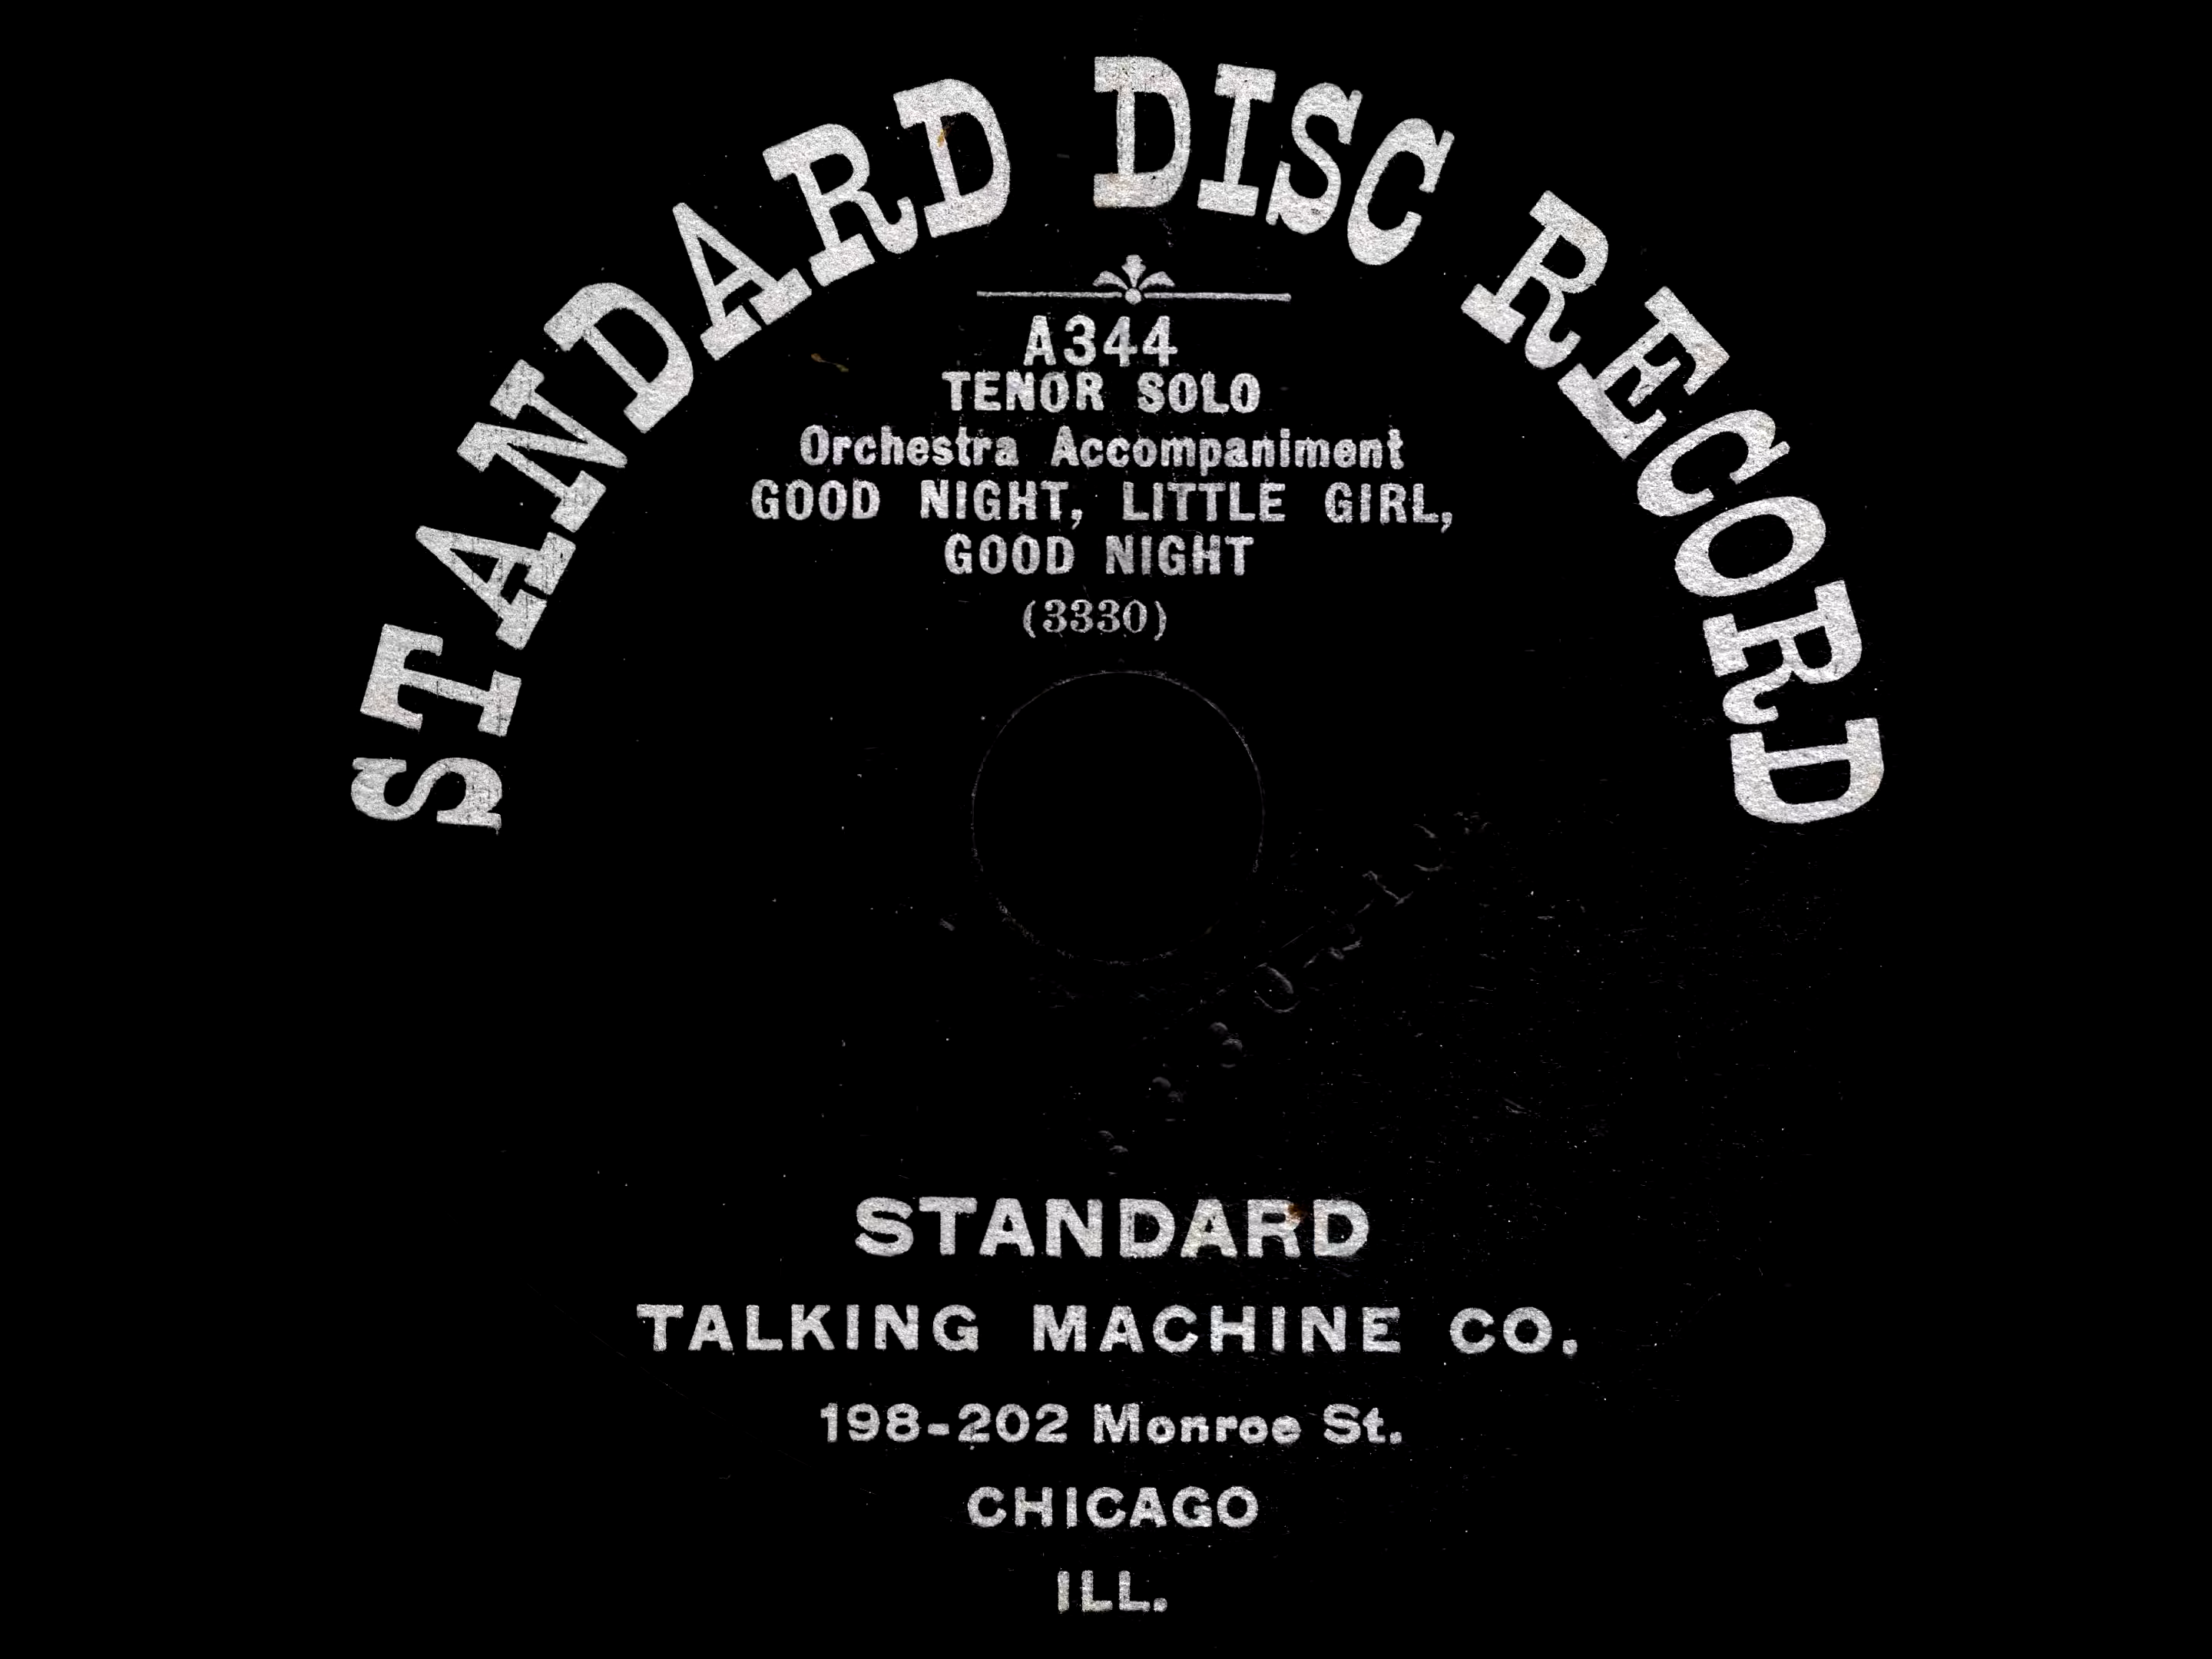 STANDARD DISC RECORD
A344
TENOR SOLO
Orchestra Accompaniment
GOOD NIGHT, LITTLE GIRL,
GOOD NIGHT
(3330)
STANDARD
TALKING MACHINE CO.
198-202 Monroe St.
CHICAGO
ILL.